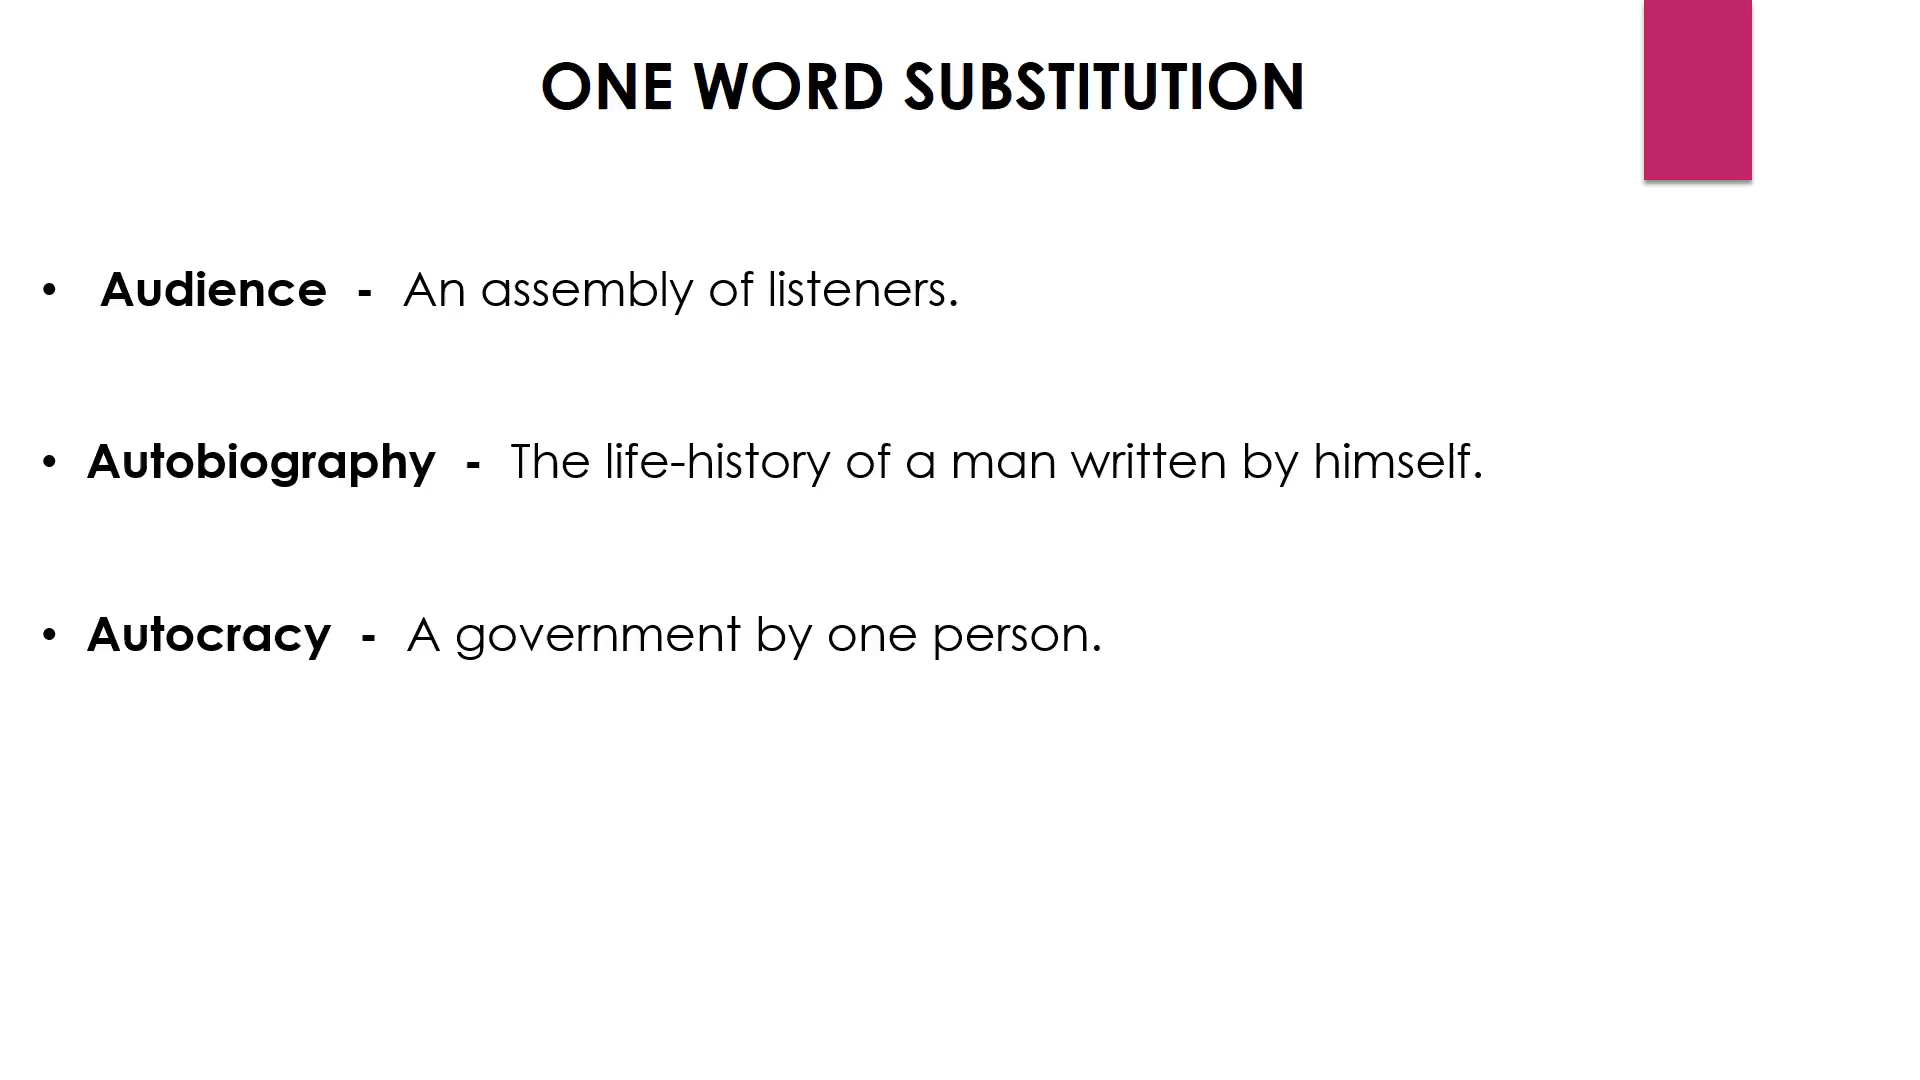 ONE WORD SUBSTITUTION
• Audience - An assembly of listeners.
• Autobiography - The life-history of a man written by himself.
• Autocracy - A government by one person.